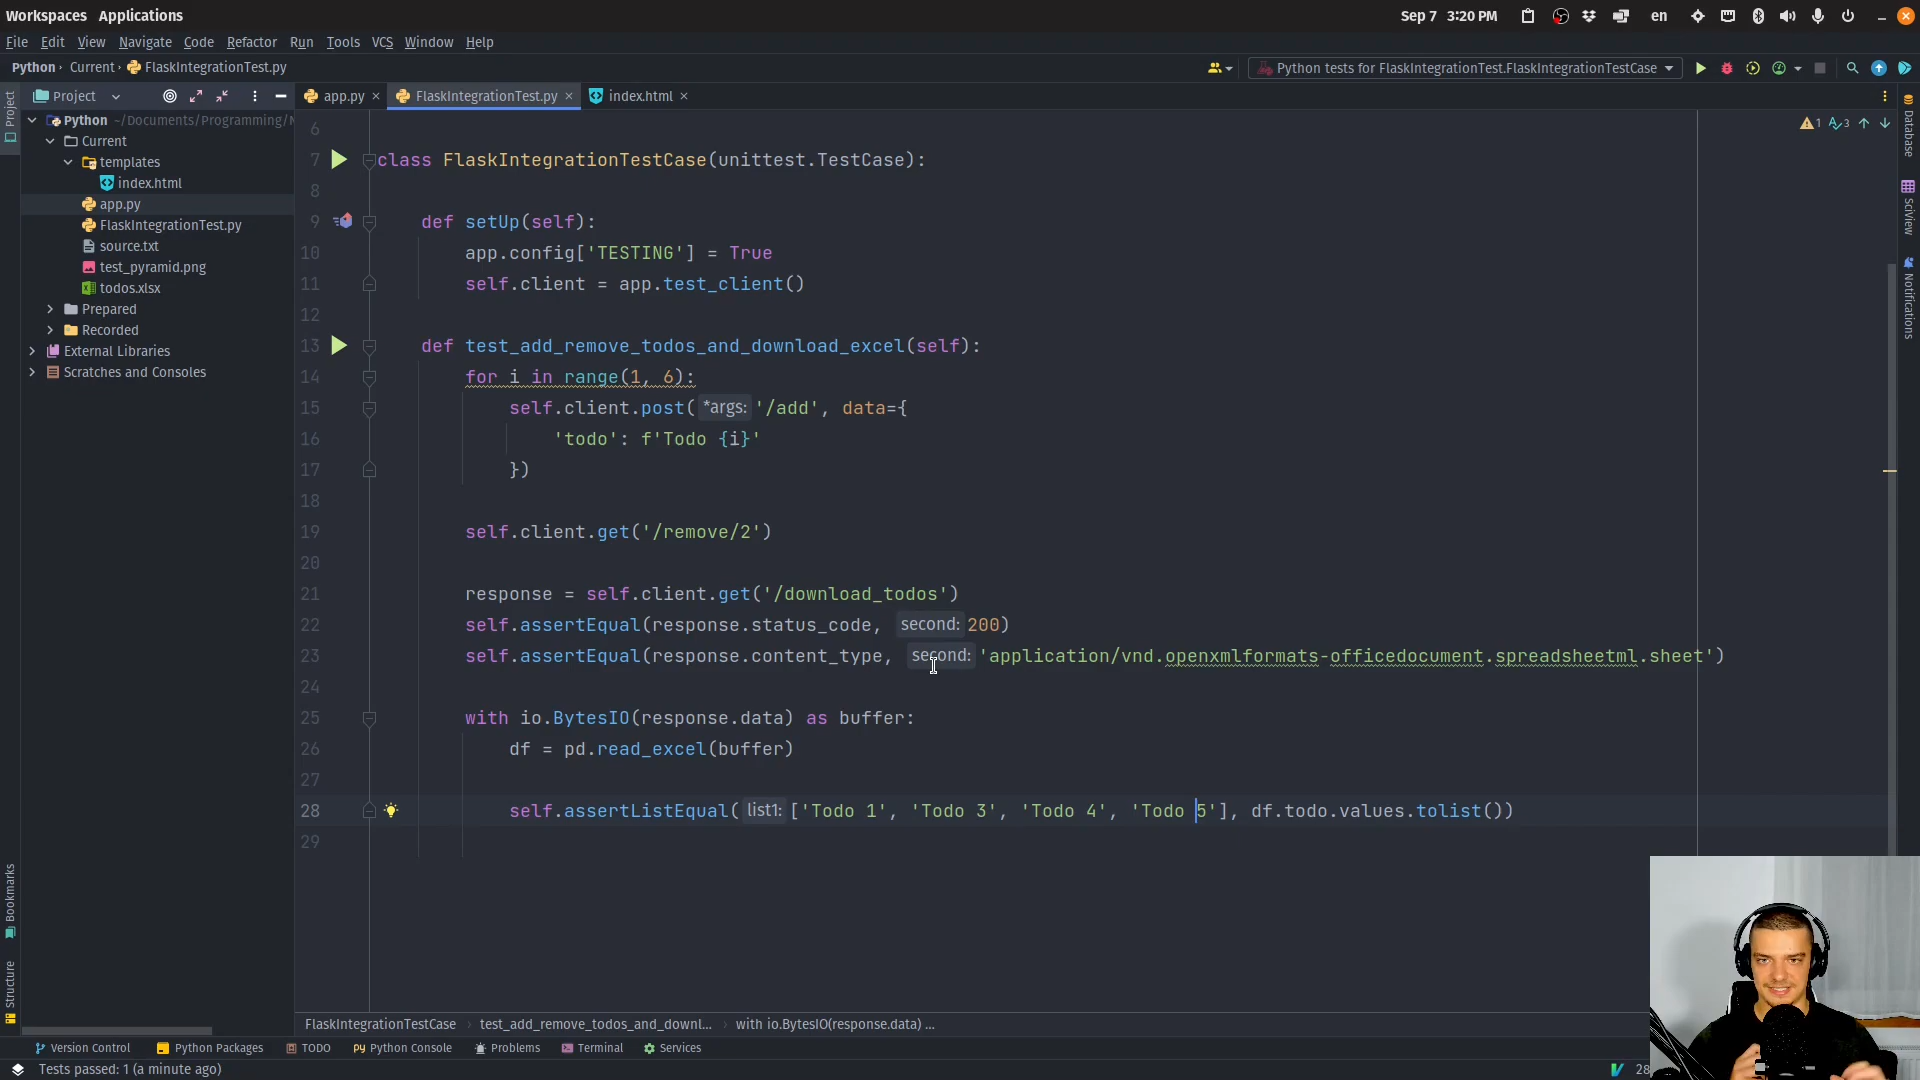 Workspaces Applications
Sep 7 3:20 PM
en
File Edit View Navigate Code Refactor Run Tools VCS Window Help
Python › Current › FlaskIntegrationTest.py
Python tests for FlaskIntegrationTest.FlaskIntegrationTestCase
Project
Project
app.py
FlaskIntegrationTest.py
index.html
Python ~/Documents/Programming/
Current
templates
index.html
app.py
FlaskIntegrationTest.py
source.txt
test_pyramid.png
todos.xlsx
Prepared
Recorded
External Libraries
Scratches and Consoles
1 3
6
7 class FlaskIntegrationTestCase(unittest.TestCase):
8
9 def setUp(self):
10 app.config['TESTING'] = True
11 self.client = app.test_client()
12
13 def test_add_remove_todos_and_download_excel(self):
14 for i in range(1, 6):
15 self.client.post( *args: '/add', data={
16 'todo': f'Todo {i}'
17 })
18
19 self.client.get('/remove/2')
20
21 response = self.client.get('/download_todos')
22 self.assertEqual(response.status_code, second: 200)
23 self.assertEqual(response.content_type, second: 'application/vnd.openxmlformats-officedocument.spreadsheetml.sheet')
24
25 with io.BytesIO(response.data) as buffer:
26 df = pd.read_excel(buffer)
27
28 self.assertListEqual( list1: ['Todo 1', 'Todo 3', 'Todo 4', 'Todo 5'], df.todo.values.tolist())
29
Database
SciView
Notifications
Bookmarks
Structure
FlaskIntegrationTestCase › test_add_remove_todos_and_downl... › with io.BytesIO(response.data) ...
Version Control Python Packages TODO Python Console Problems Terminal Services
Tests passed: 1 (a minute ago)
28